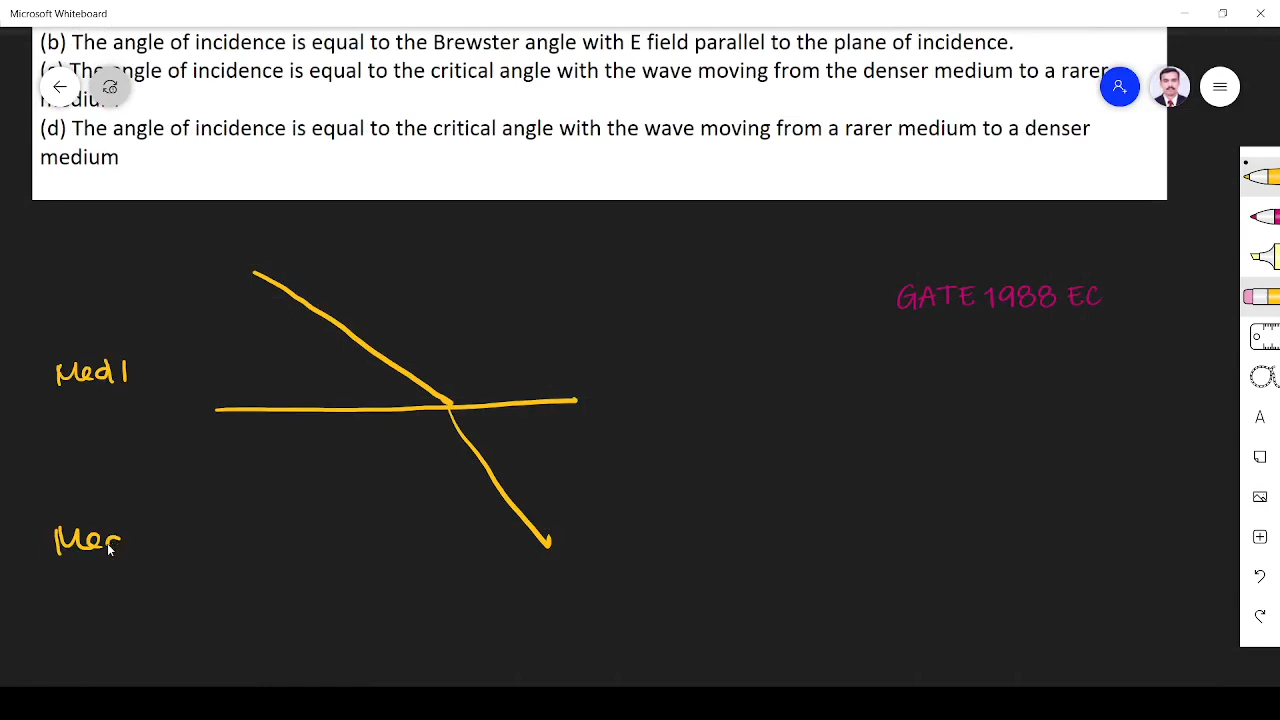 Microsoft Whiteboard
(b) The angle of incidence is equal to the Brewster angle with E field parallel to the plane of incidence.
The angle of incidence is equal to the critical angle with the wave moving from the denser medium to a rarer
(d) The angle of incidence is equal to the critical angle with the wave moving from a rarer medium to a denser
medium
GATE 1988 EC
Med 1
A